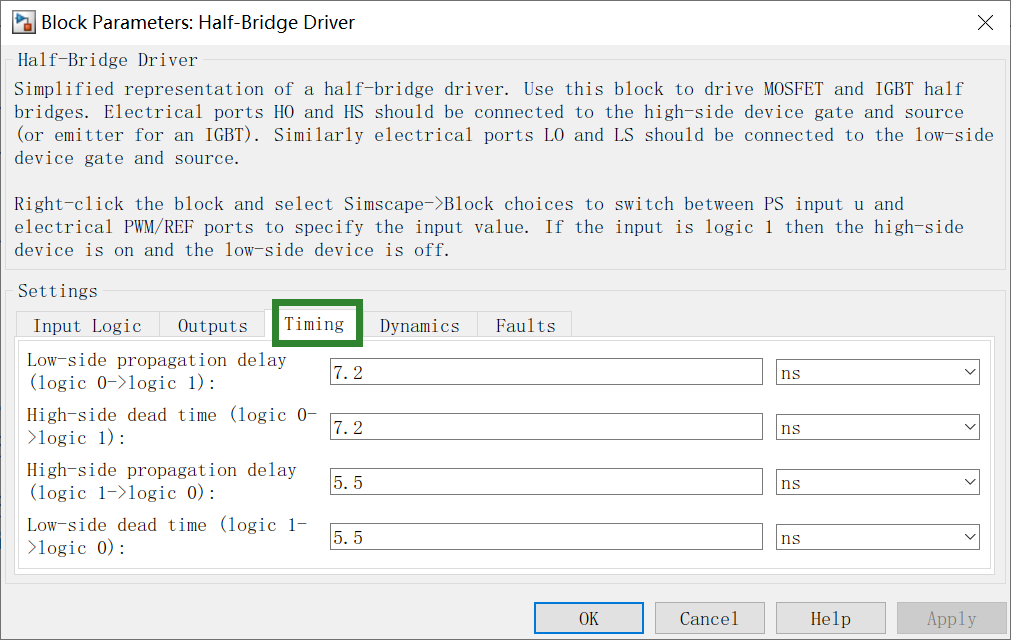 Block Parameters: Half-Bridge Driver
Half-Bridge Driver
Simplified representation of a half-bridge driver. Use this block to drive MOSFET and IGBT half
bridges. Electrical ports HO and HS should be connected to the high-side device gate and source
(or emitter for an IGBT). Similarly electrical ports LO and LS should be connected to the low-side
device gate and source.
Right-click the block and select Simscape->Block choices to switch between PS input u and
electrical PWM/REF ports to specify the input value. If the input is logic 1 then the high-side
device is on and the low-side device is off.
Settings
Input Logic Outputs Timing Dynamics Faults
Low-side propagation delay
(logic 0->logic 1):
7.2 ns
High-side dead time (logic 0-
>logic 1):
7.2 ns
High-side propagation delay
(logic 1->logic 0):
5.5 ns
Low-side dead time (logic 1-
>logic 0):
5.5 ns
OK Cancel Help Apply